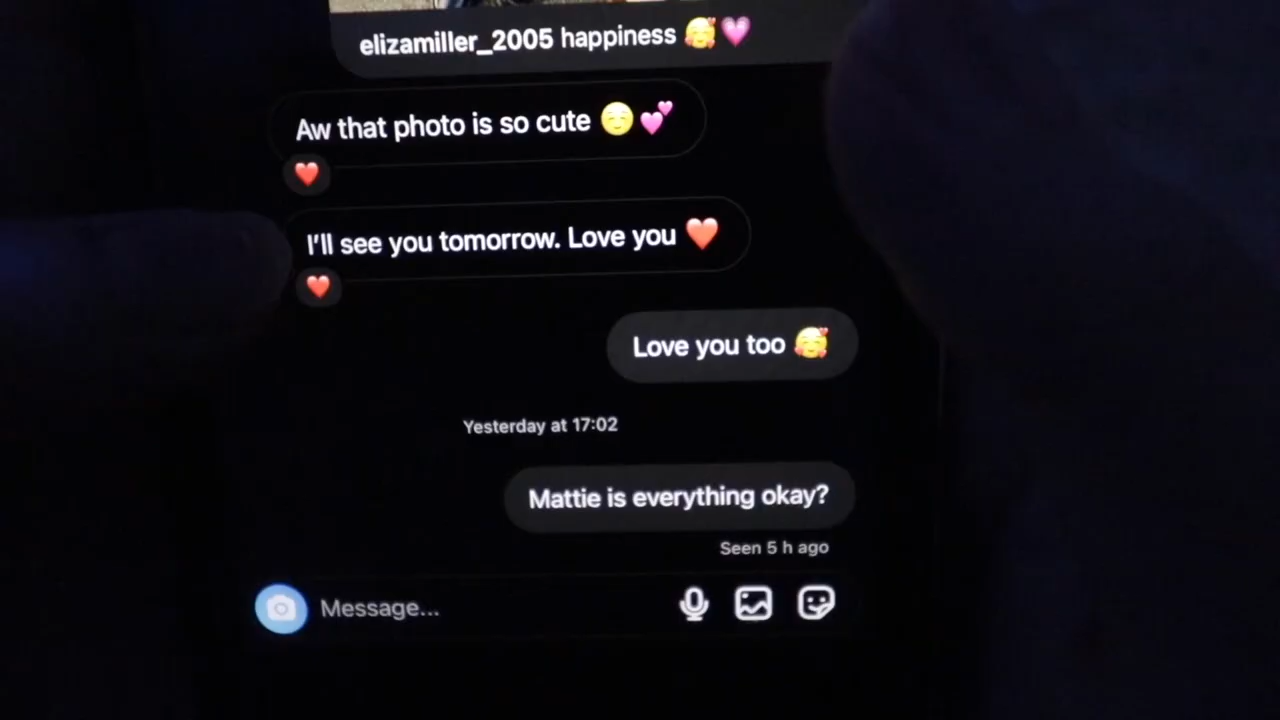 elizamiller_2005 happiness 🥰💗
Aw that photo is so cute ☺️💕
❤️
I'll see you tomorrow. Love you ❤️
❤️
Love you too 🥰
Yesterday at 17:02
Mattie is everything okay?
Seen 5 h ago
Message...